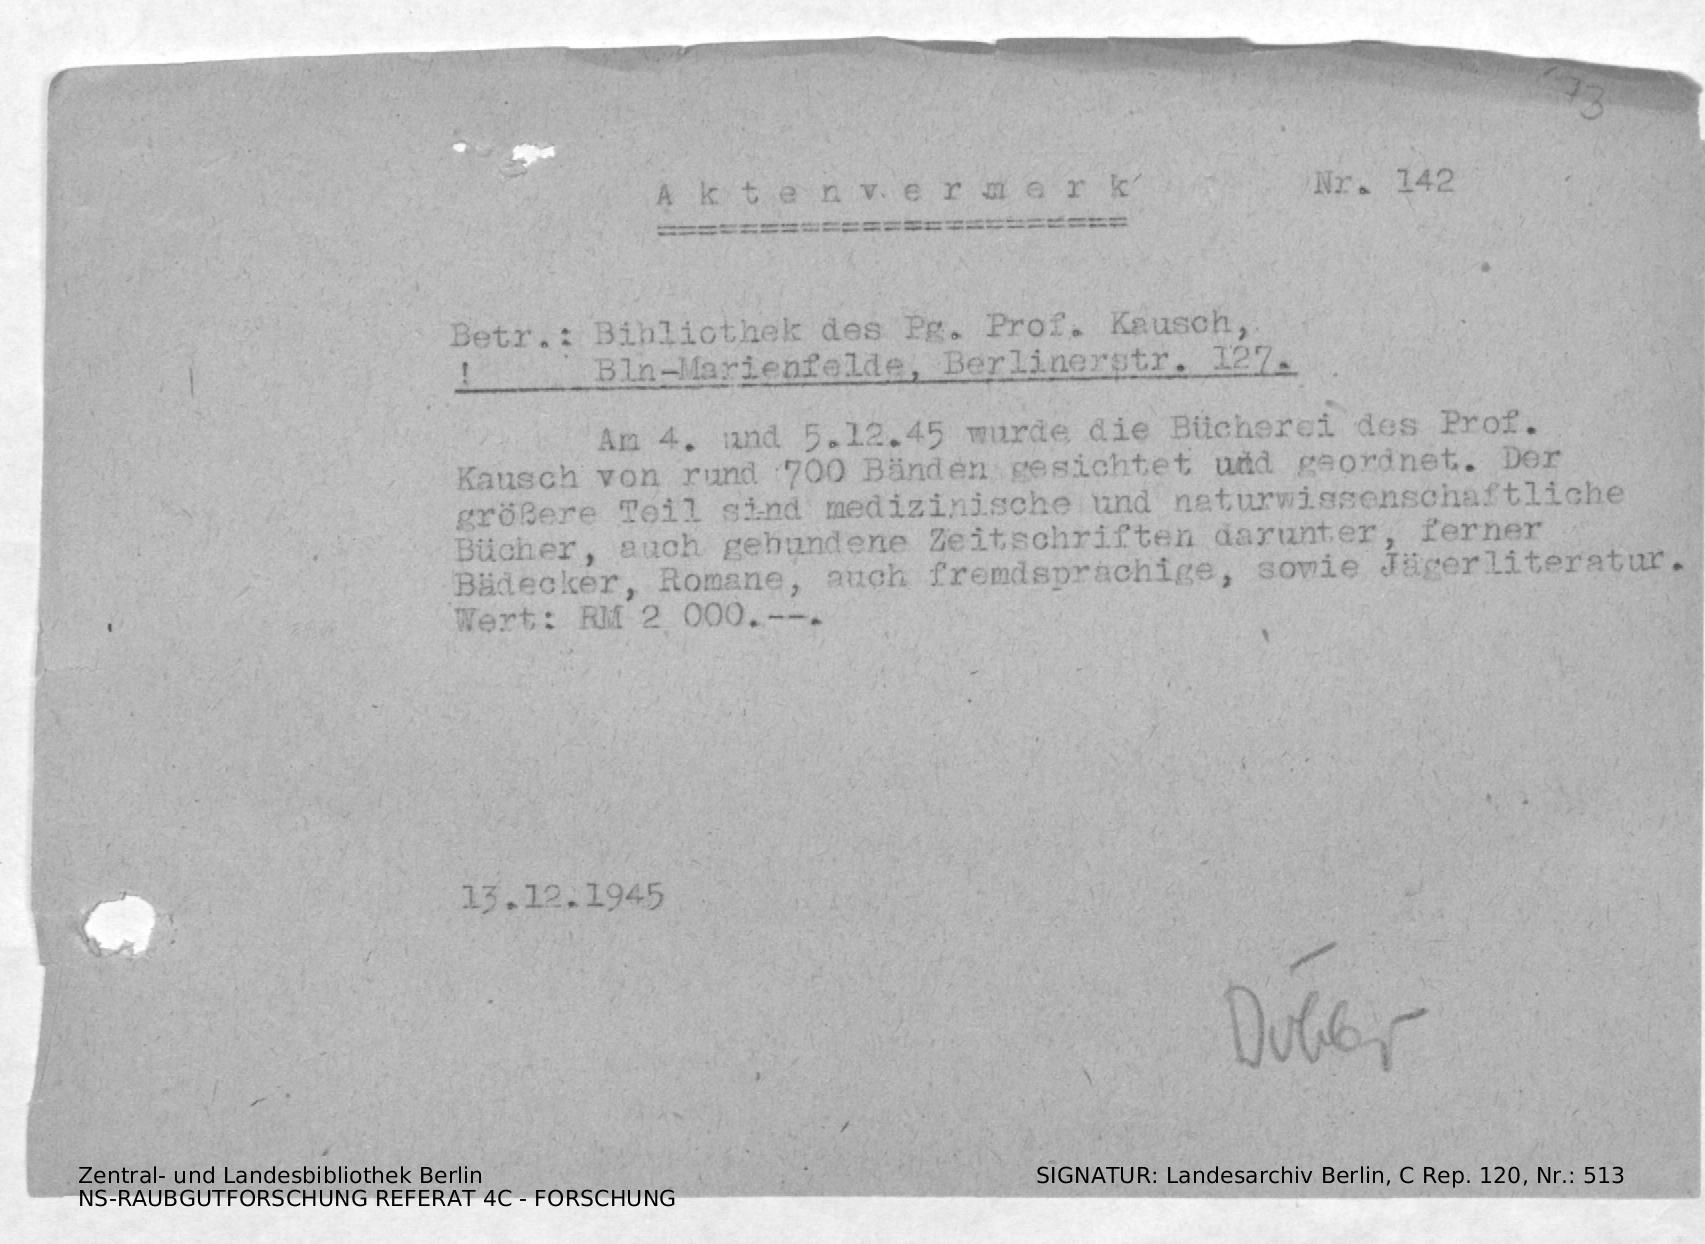 73
A k t e n v e r m e r k Nr. 142
======================
Betr.: Bibliothek des Pg. Prof. Kausch,
! Bln-Marienfelde, Berlinerstr. 127.
Am 4. und 5.12.45 wurde die Bücherei des Prof.
Kausch von rund 700 Bänden gesichtet und geordnet. Der
größere Teil sind medizinische und naturwissenschaftliche
Bücher, auch gebundene Zeitschriften darunter, ferner
Bädecker, Romane, auch fremdsprachige, sowie Jägerliteratur.
Wert: RM 2 000.--.
13.12.1945
Zentral- und Landesbibliothek Berlin
NS-RAUBGUTFORSCHUNG REFERAT 4C - FORSCHUNG
SIGNATUR: Landesarchiv Berlin, C Rep. 120, Nr.: 513